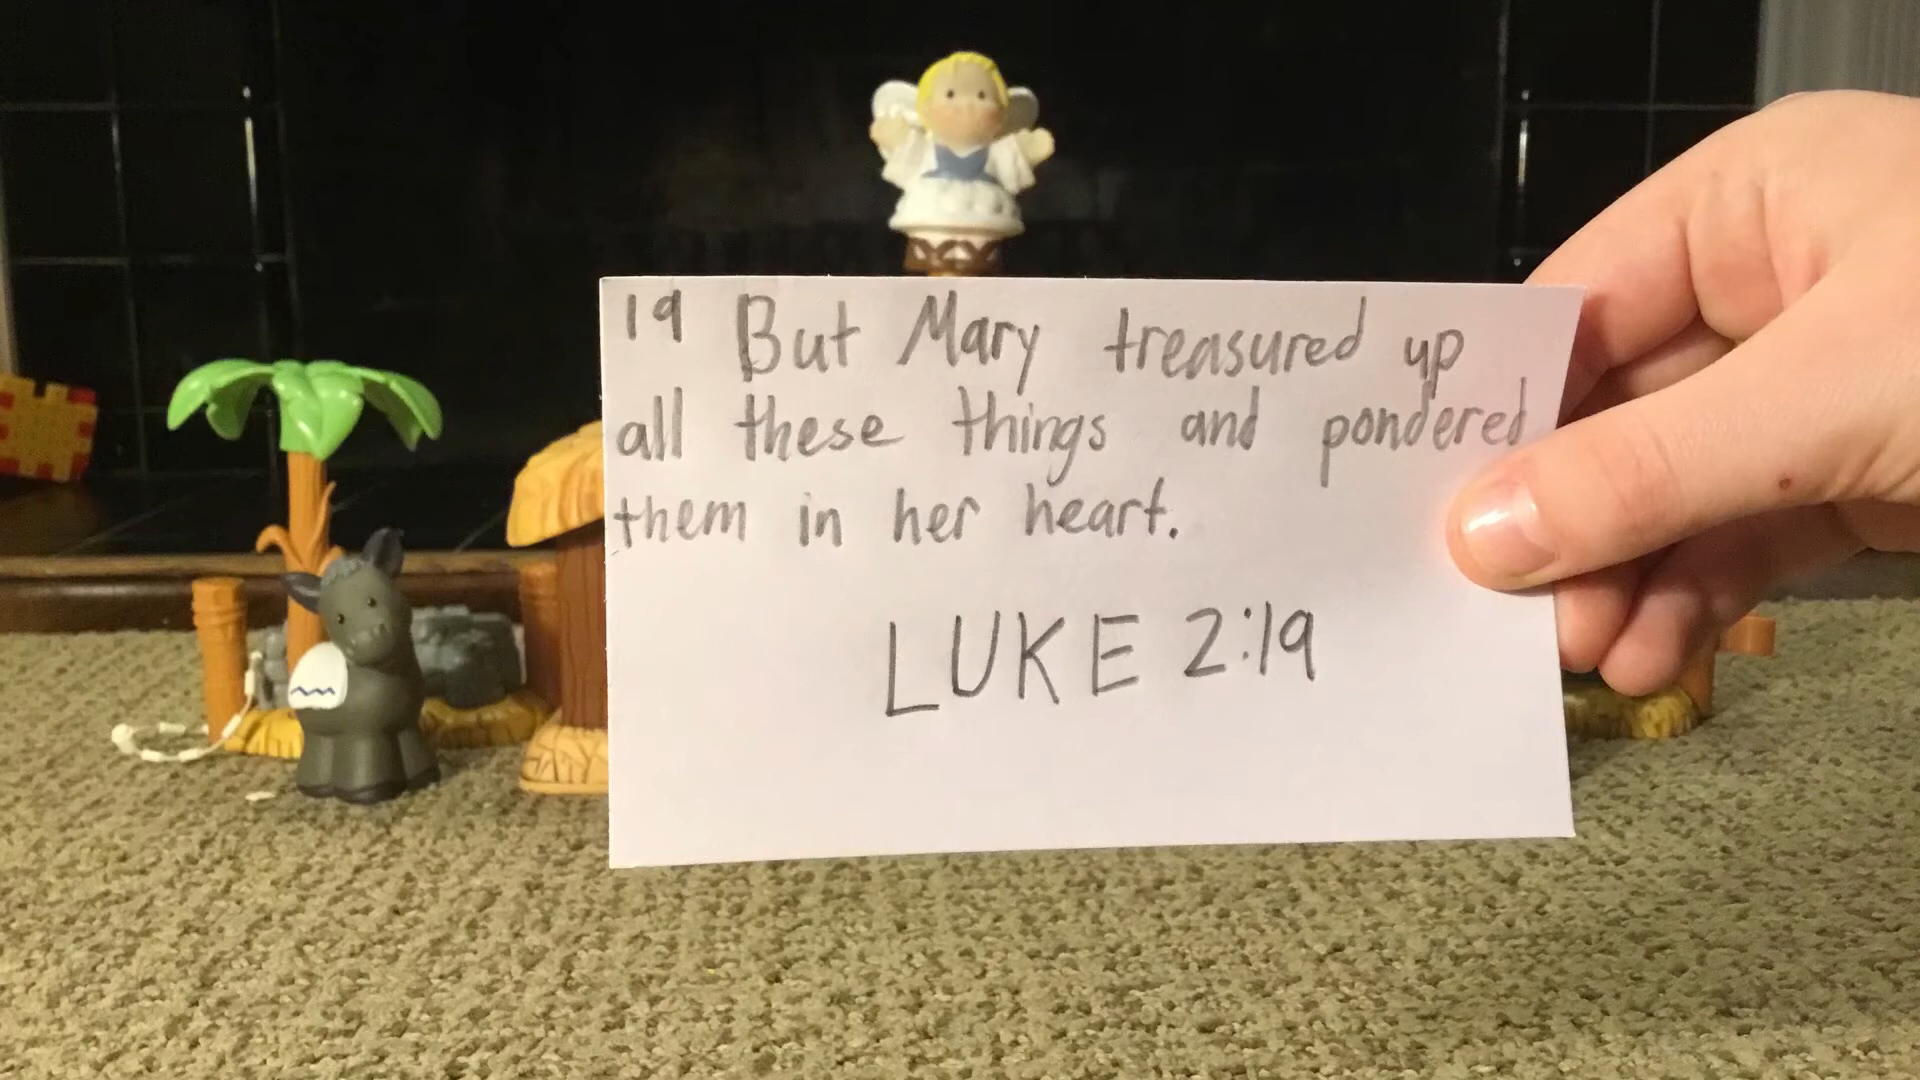 19 But Mary treasured up
all these things and pondered
them in her heart.
LUKE 2:19